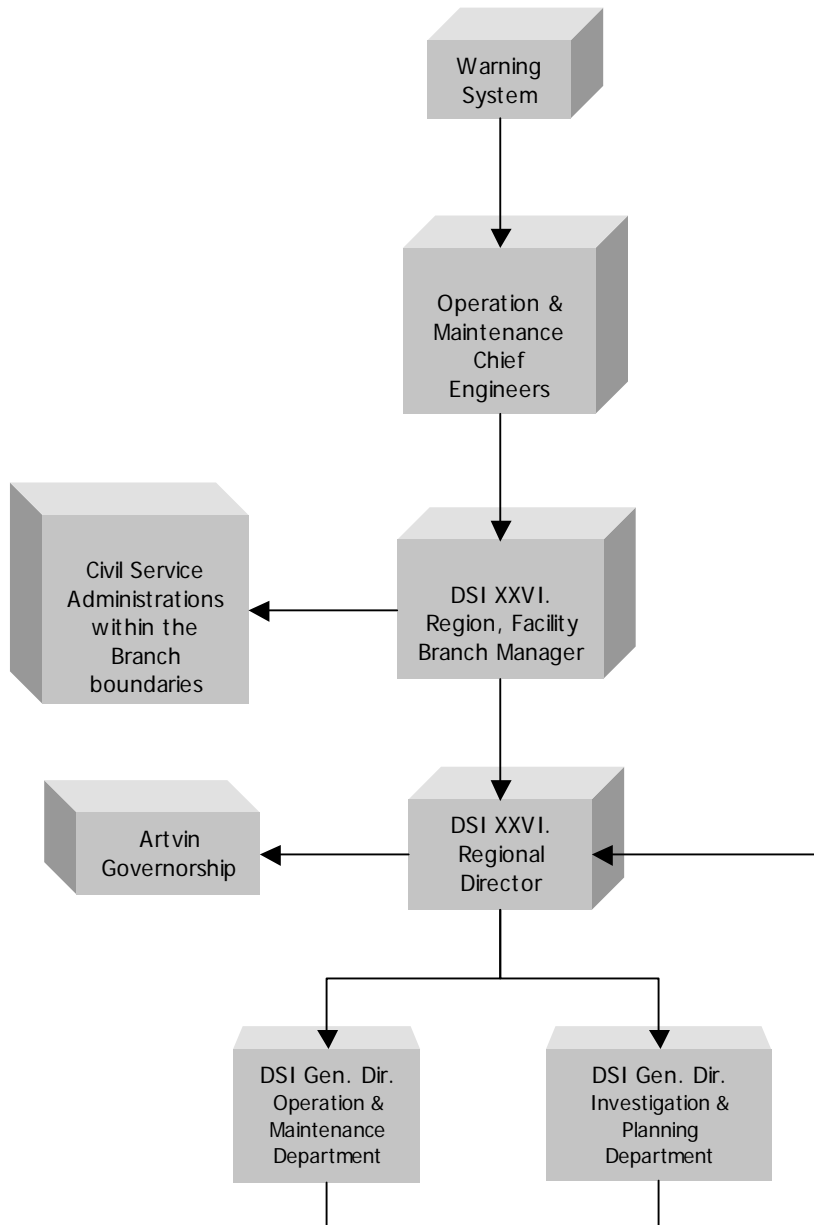 Warning
System
Operation &
Maintenance
Chief
Engineers
Civil Service
Administrations
within the
Branch
boundaries
DSI XXVI.
Region, Facility
Branch Manager
Artvin
Governorship
DSI XXVI.
Regional
Director
DSI Gen. Dir.
Operation &
Maintenance
Department
DSI Gen. Dir.
Investigation &
Planning
Department